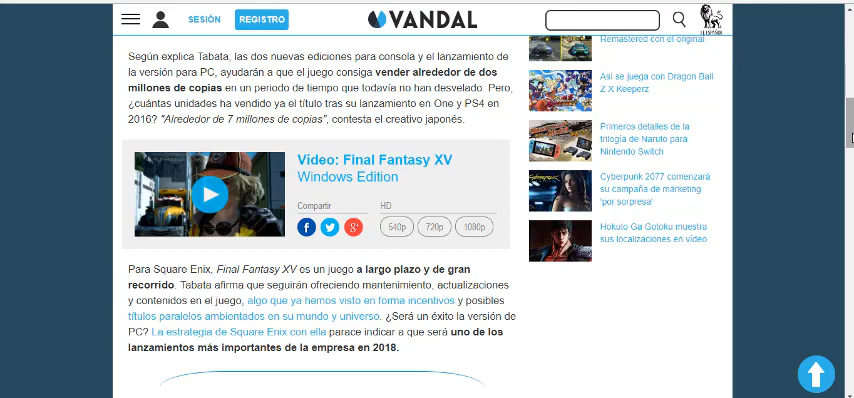 SESIÓN
REGISTRO
VANDAL
EL ESPAÑOL
Según explica Tabata, las dos nuevas ediciones para consola y el lanzamiento de
la versión para PC, ayudarán a que el juego consiga vender alrededor de dos
millones de copias en un periodo de tiempo que todavía no han desvelado. Pero,
¿cuántas unidades ha vendido ya el título tras su lanzamiento en One y PS4 en
2016? "Alrededor de 7 millones de copias", contesta el creativo japonés.
Vídeo: Final Fantasy XV
Windows Edition
Compartir
HD
540p
720p
1080p
Para Square Enix, Final Fantasy XV es un juego a largo plazo y de gran
recorrido. Tabata afirma que seguirán ofreciendo mantenimiento, actualizaciones
y contenidos en el juego, algo que ya hemos visto en forma incentivos y posibles
títulos paralelos ambientados en su mundo y universo. ¿Será un éxito la versión de
PC? La estrategia de Square Enix con ella parace indicar a que será uno de los
lanzamientos más importantes de la empresa en 2018.
Remastered con el original
Así se juega con Dragon Ball
Z X Keeperz
Primeros detalles de la
trilogía de Naruto para
Nintendo Switch
Cyberpunk 2077 comenzará
su campaña de marketing
'por sorpresa'
Hokuto Ga Gotoku muestra
sus localizaciones en vídeo